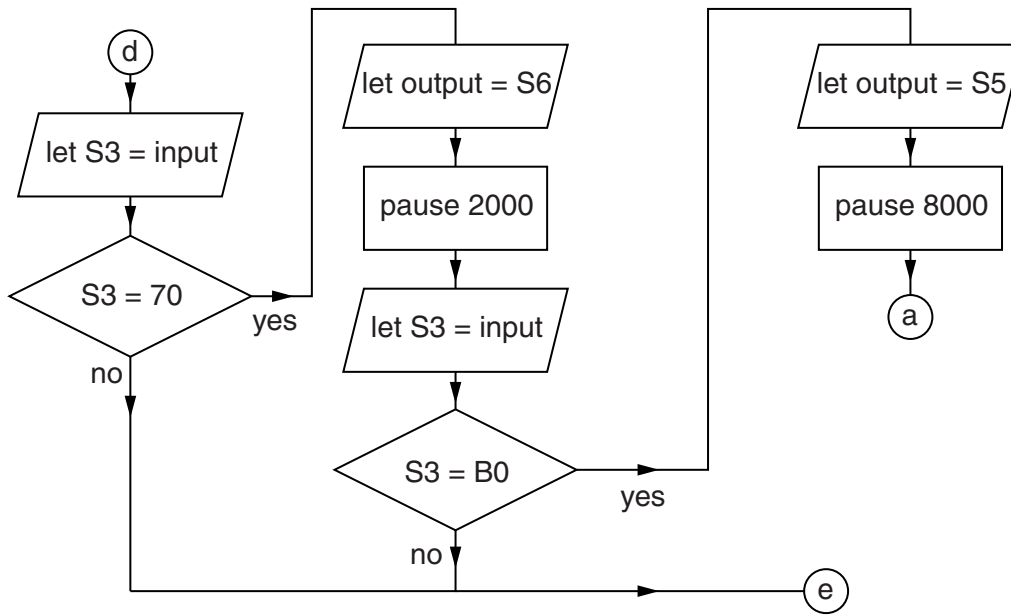 d
let S3 = input
S3 = 70
yes
no
let output = S6
pause 2000
let S3 = input
S3 = B0
yes
no
let output = S5
pause 8000
a
e